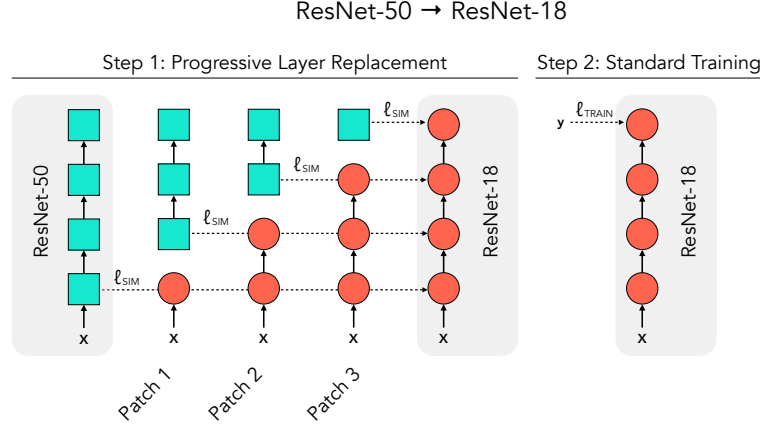 ResNet-50 → ResNet-18
Step 1: Progressive Layer Replacement
Step 2: Standard Training
ResNet-50
ℓSIM
ℓSIM
ℓSIM
ℓSIM
ResNet-18
y
ℓTRAIN
ResNet-18
x
x
x
x
x
x
Patch 1
Patch 2
Patch 3